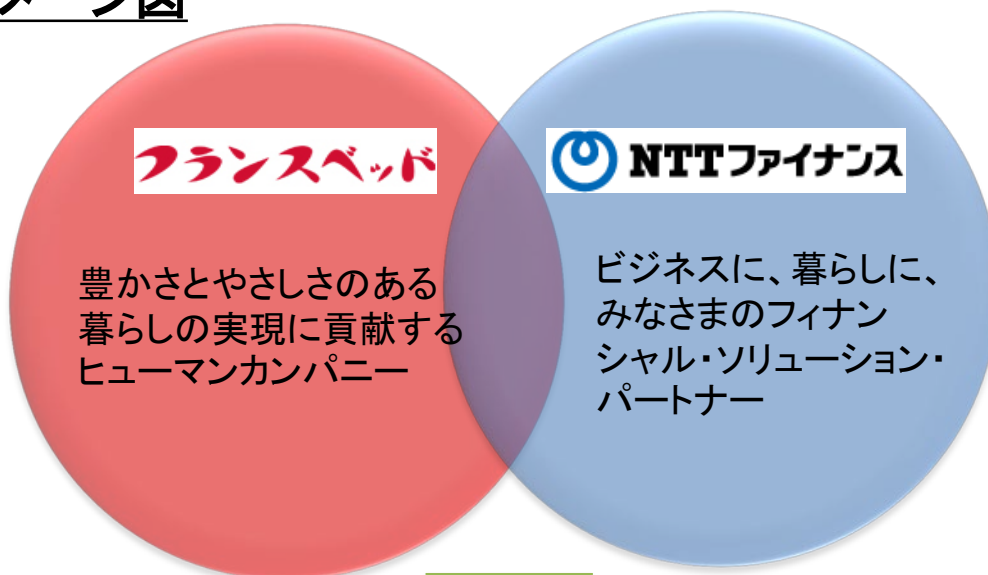 ージ図
フランスベッド
NTTファイナンス
豊かさとやさしさのある
暮らしの実現に貢献する
ヒューマンカンパニー
ビジネスに、暮らしに、
みなさまのフィナン
シャル・ソリューション・
パートナー